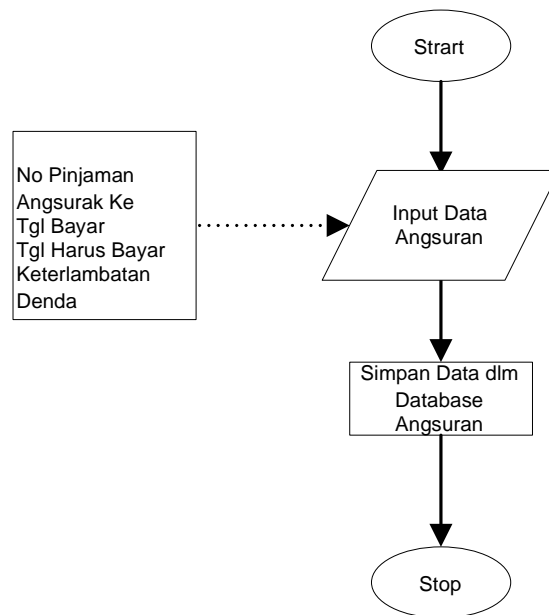 Strart
No Pinjaman
Angsurak Ke
Tgl Bayar
Tgl Harus Bayar
Keterlambatan
Denda
Input Data
Angsuran
Simpan Data dlm
Database
Angsuran
Stop